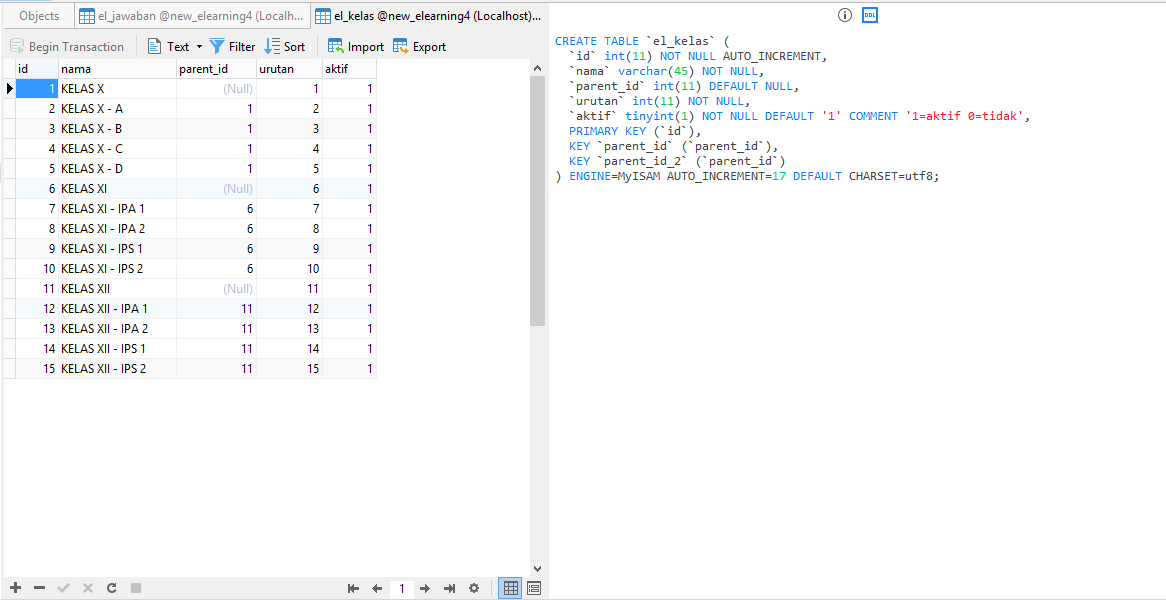 Objects el_jawaban @new_elearning4 (Localh... el_kelas @new_elearning4 (Localhost)...
Begin Transaction Text Filter Sort Import Export
id nama parent_id urutan aktif
1 KELAS X (Null) 1 1
2 KELAS X - A 1 2 1
3 KELAS X - B 1 3 1
4 KELAS X - C 1 4 1
5 KELAS X - D 1 5 1
6 KELAS XI (Null) 6 1
7 KELAS XI - IPA 1 6 7 1
8 KELAS XI - IPA 2 6 8 1
9 KELAS XI - IPS 1 6 9 1
10 KELAS XI - IPS 2 6 10 1
11 KELAS XII (Null) 11 1
12 KELAS XII - IPA 1 11 12 1
13 KELAS XII - IPA 2 11 13 1
14 KELAS XII - IPS 1 11 14 1
15 KELAS XII - IPS 2 11 15 1
1
DDL
CREATE TABLE `el_kelas` (
`id` int(11) NOT NULL AUTO_INCREMENT,
`nama` varchar(45) NOT NULL,
`parent_id` int(11) DEFAULT NULL,
`urutan` int(11) NOT NULL,
`aktif` tinyint(1) NOT NULL DEFAULT '1' COMMENT '1=aktif 0=tidak',
PRIMARY KEY (`id`),
KEY `parent_id` (`parent_id`),
KEY `parent_id_2` (`parent_id`)
) ENGINE=MyISAM AUTO_INCREMENT=17 DEFAULT CHARSET=utf8;